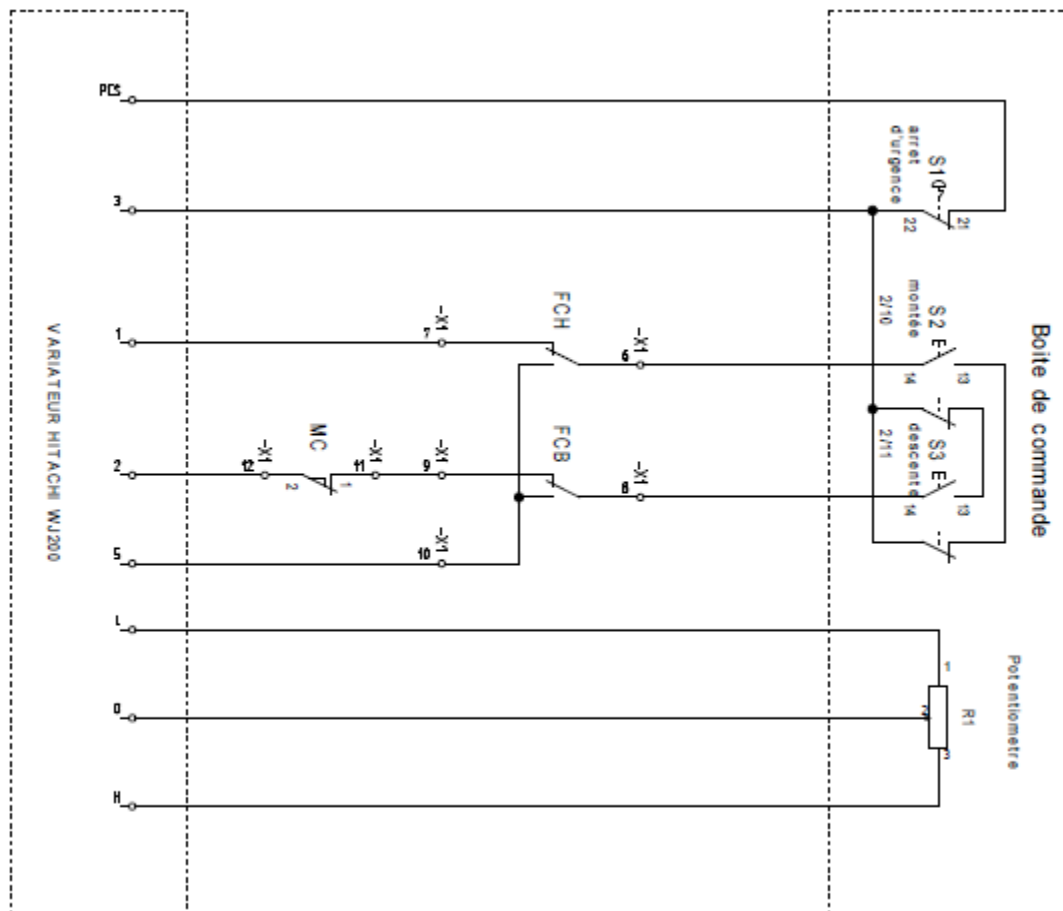 PCS
3
1
2
5
L
O
H
VARIATEUR HITACHI WJ200
-X1
7
-X1
12
MC
2
1
-X1
11
-X1
9
-X1
10
FCH
FCB
-X1
6
-X1
8
Boite de commande
S1
arret
d'urgence
22
21
2/10
S2
montée
14
13
2/11
S3
descente
14
13
Potentiometre
R1
1
2
3